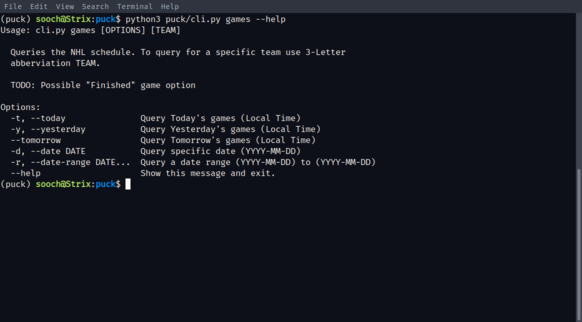 File Edit View Search Terminal Help
(puck) sooch@Strix:puck$ python3 puck/cli.py games --help
Usage: cli.py games [OPTIONS] [TEAM]
Queries the NHL schedule. To query for a specific team use 3-Letter
abberviation TEAM.
TODO: Possible "Finished" game option
Options:
-t, --today Query Today's games (Local Time)
-y, --yesterday Query Yesterday's games (Local Time)
--tomorrow Query Tomorrow's games (Local Time)
-d, --date DATE Query specific date (YYYY-MM-DD)
-r, --date-range DATE... Query a date range (YYYY-MM-DD) to (YYYY-MM-DD)
--help Show this message and exit.
(puck) sooch@Strix:puck$